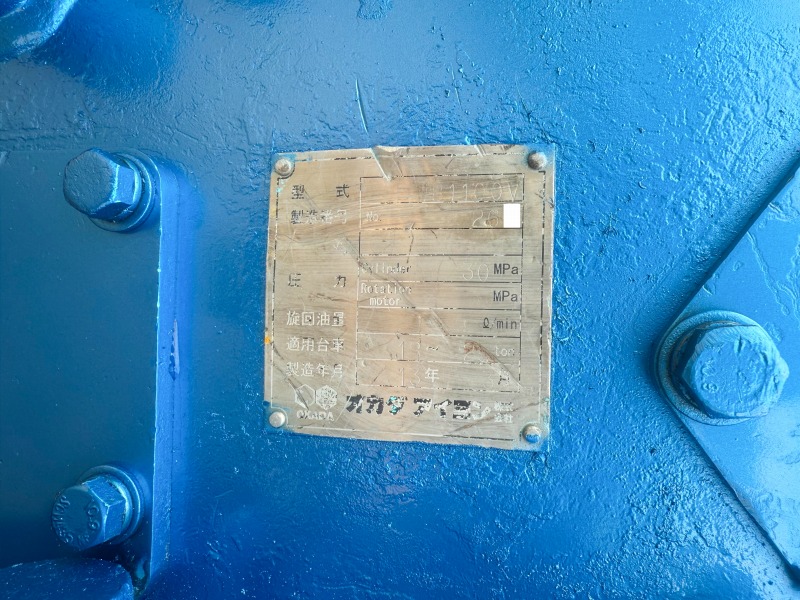 型 式
製造番号 No.
圧 力 Cylinder 30 MPa
Rotation motor MPa
旋回油量 ℓ/min
適用台車 ~ ton
製造年月 年 月
OKADA オカダ アイヨン 株式会社